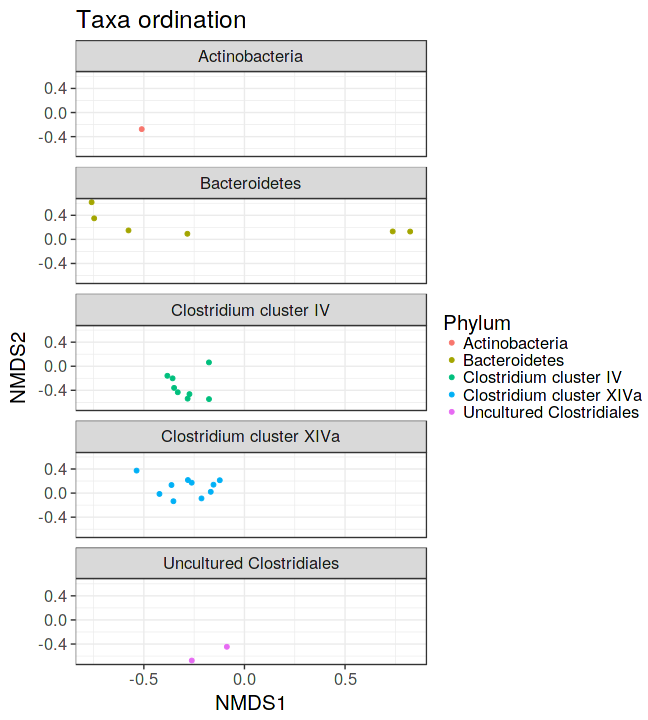 Taxa ordination
Actinobacteria
0.4
0.0
-0.4
Bacteroidetes
0.4
0.0
-0.4
Clostridium cluster IV
0.4
0.0
-0.4
Clostridium cluster XIVa
0.4
0.0
-0.4
Uncultured Clostridiales
0.4
0.0
-0.4
-0.5 0.0 0.5
NMDS1
NMDS2
Phylum
Actinobacteria
Bacteroidetes
Clostridium cluster IV
Clostridium cluster XIVa
Uncultured Clostridiales